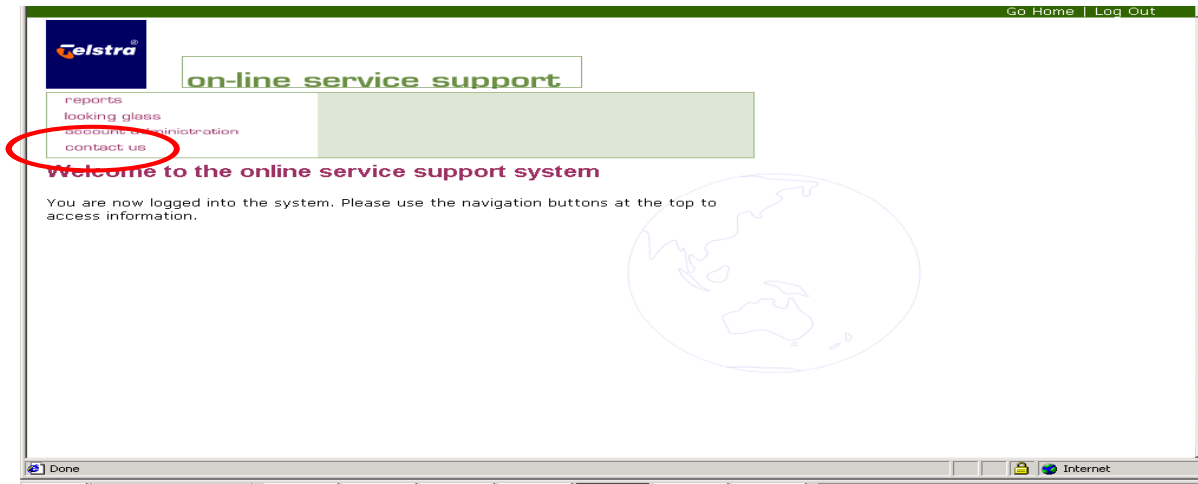 Go Home | Log Out
Telstra®
on-line service support
reports
looking glass
account administration
contact us
Welcome to the online service support system
You are now logged into the system. Please use the navigation buttons at the top to
access information.
Done
Internet